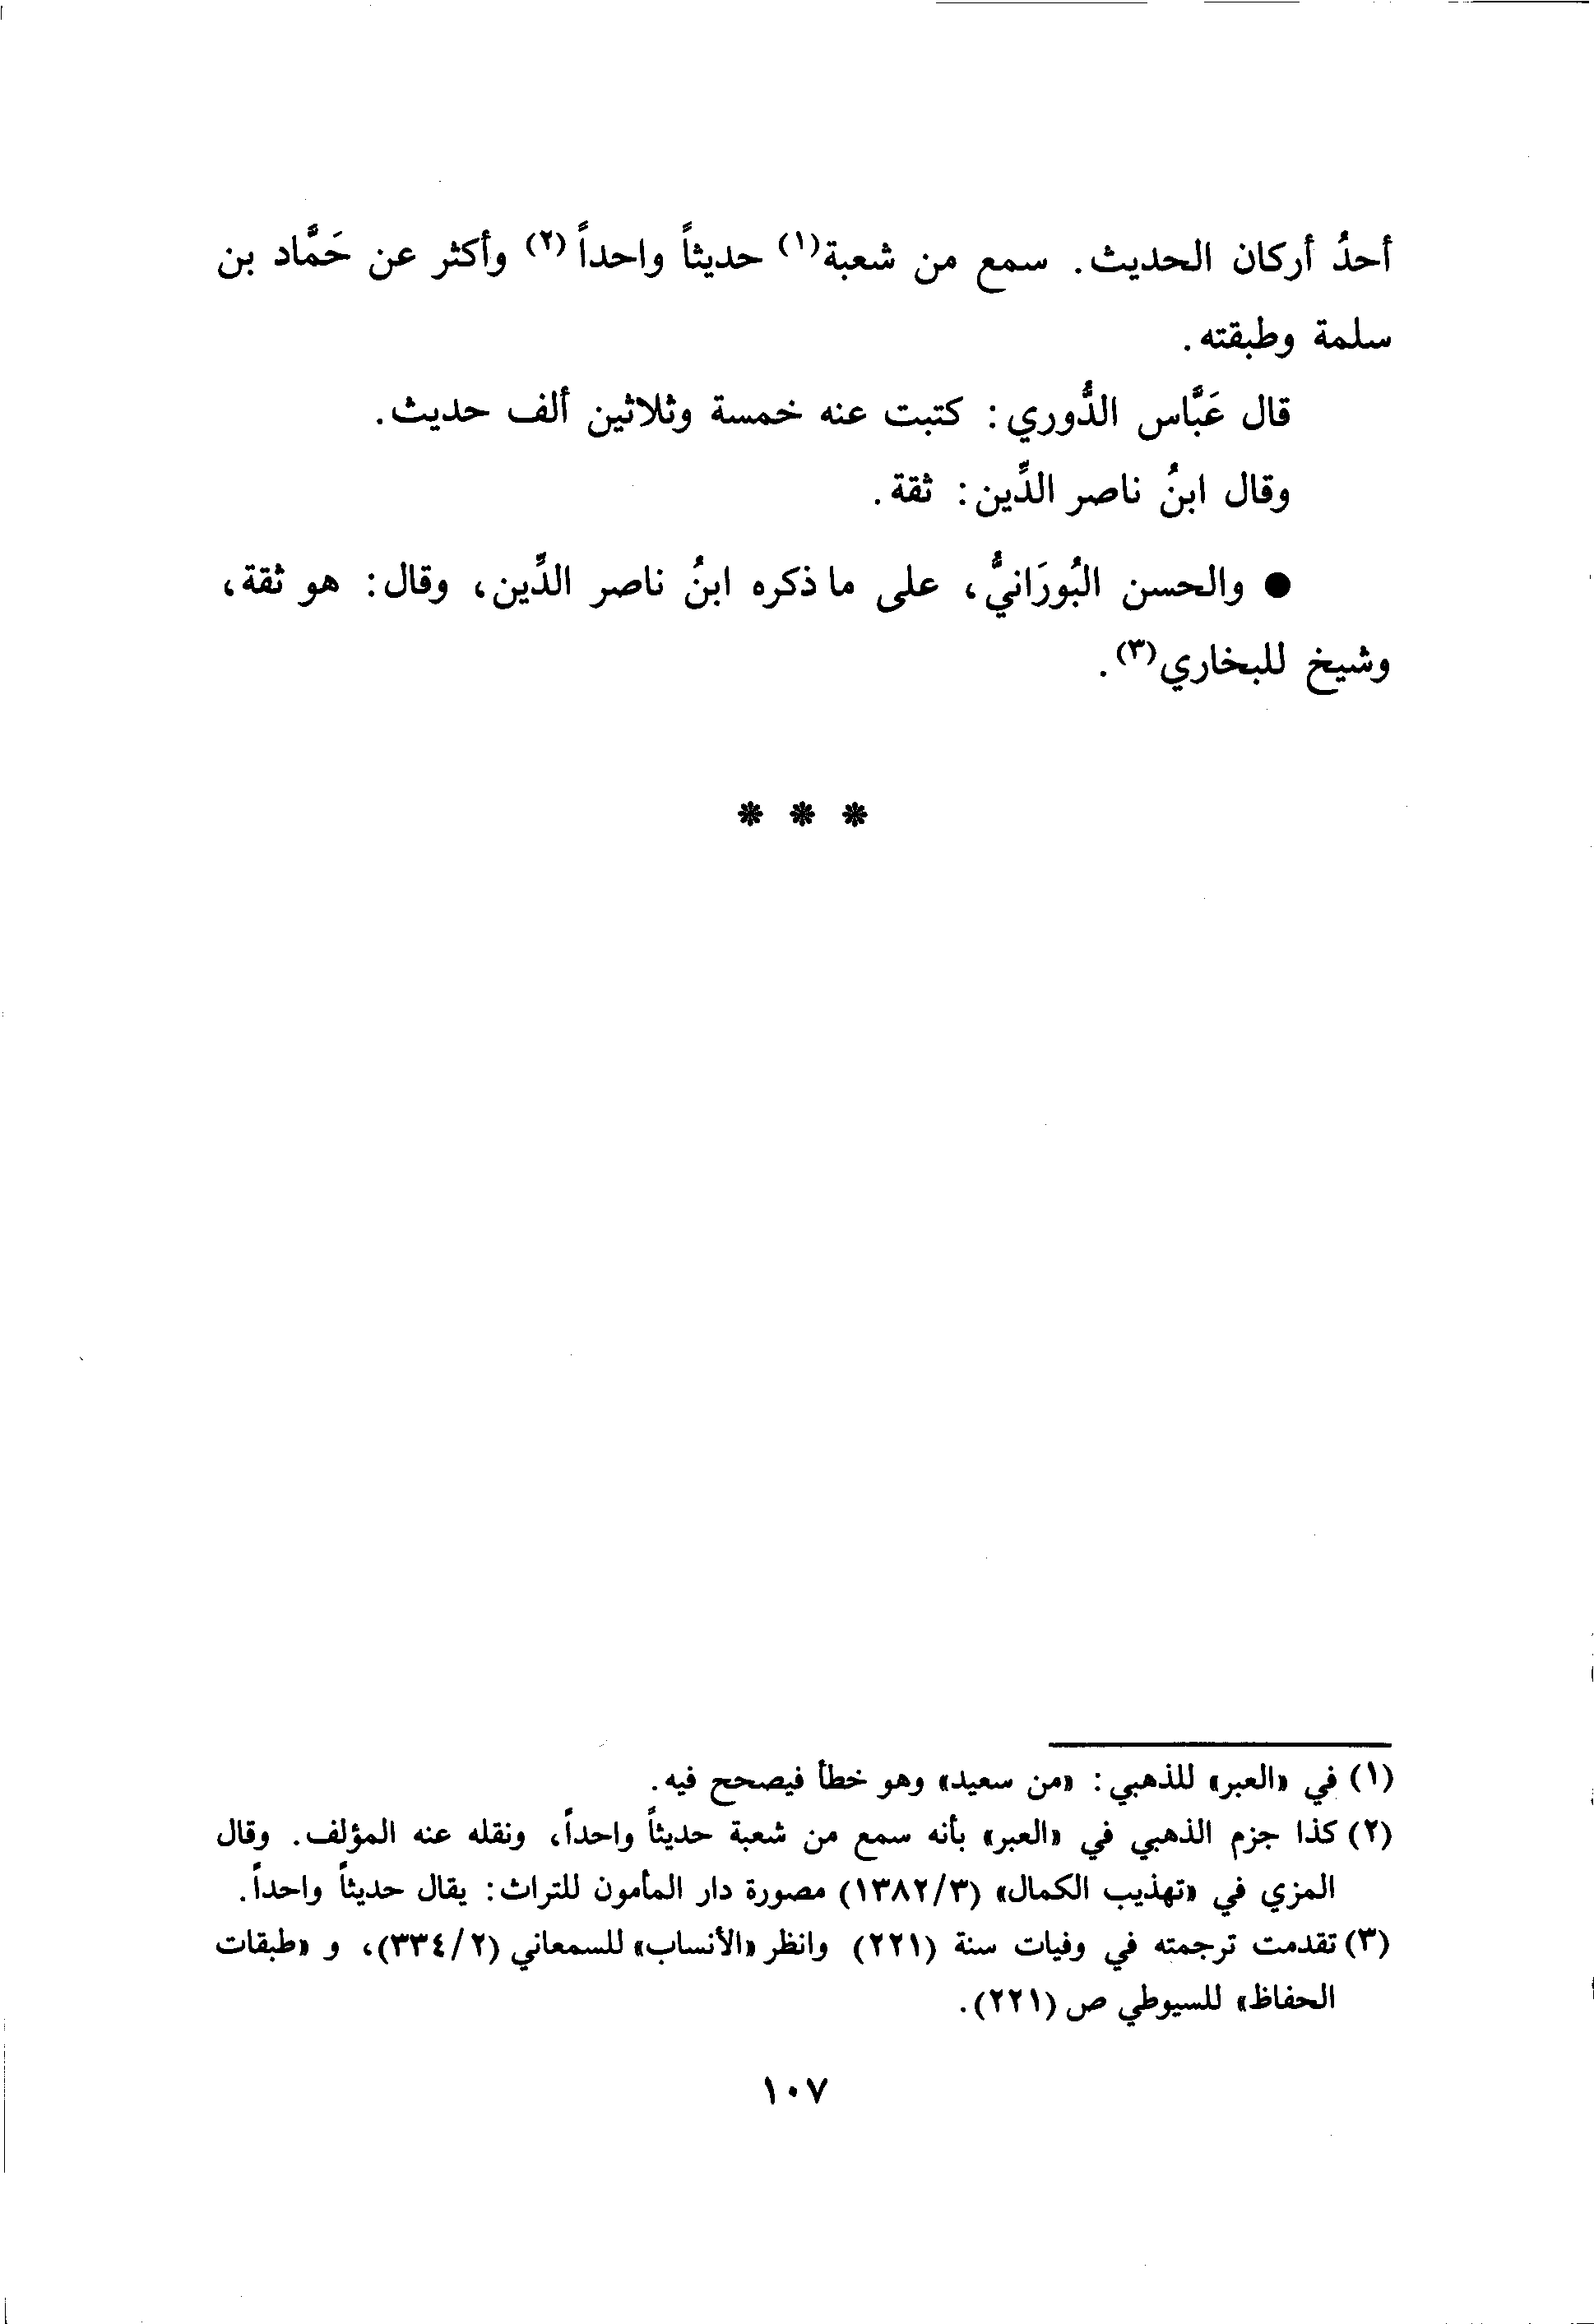 أحدُ أركان الحديث. سمع من شعبة(١) حديثاً واحداً(٢) وأكثر عن حَمَّاد بن
سلمة وطبقته.
قال عَبَّاس الدُّوري: كتبت عنه خمسة وثلاثين ألف حديث.
وقال ابنُ ناصر الدِّين: ثقة.
● والحسن البُورَانيُّ، على ما ذكره ابنُ ناصر الدِّين، وقال: هو ثقة،
وشيخ للبخاري(٣).
* * *
(١) في «العبر» للذهبي: «من سعيد» وهو خطأ فيصحح فيه.
(٢) كذا جزم الذهبي في «العبر» بأنه سمع من شعبة حديثاً واحداً، ونقله عنه المؤلف. وقال
المزي في «تهذيب الكمال» (١٣٨٢/٣) مصورة دار المأمون للتراث: يقال حديثاً واحداً.
(٣) تقدمت ترجمته في وفيات سنة (٢٢١) وانظر «الأنساب» للسمعاني (٣٣٤/٢)، و «طبقات
الحفاظ» للسيوطي ص (٢٢١).
١٠٧